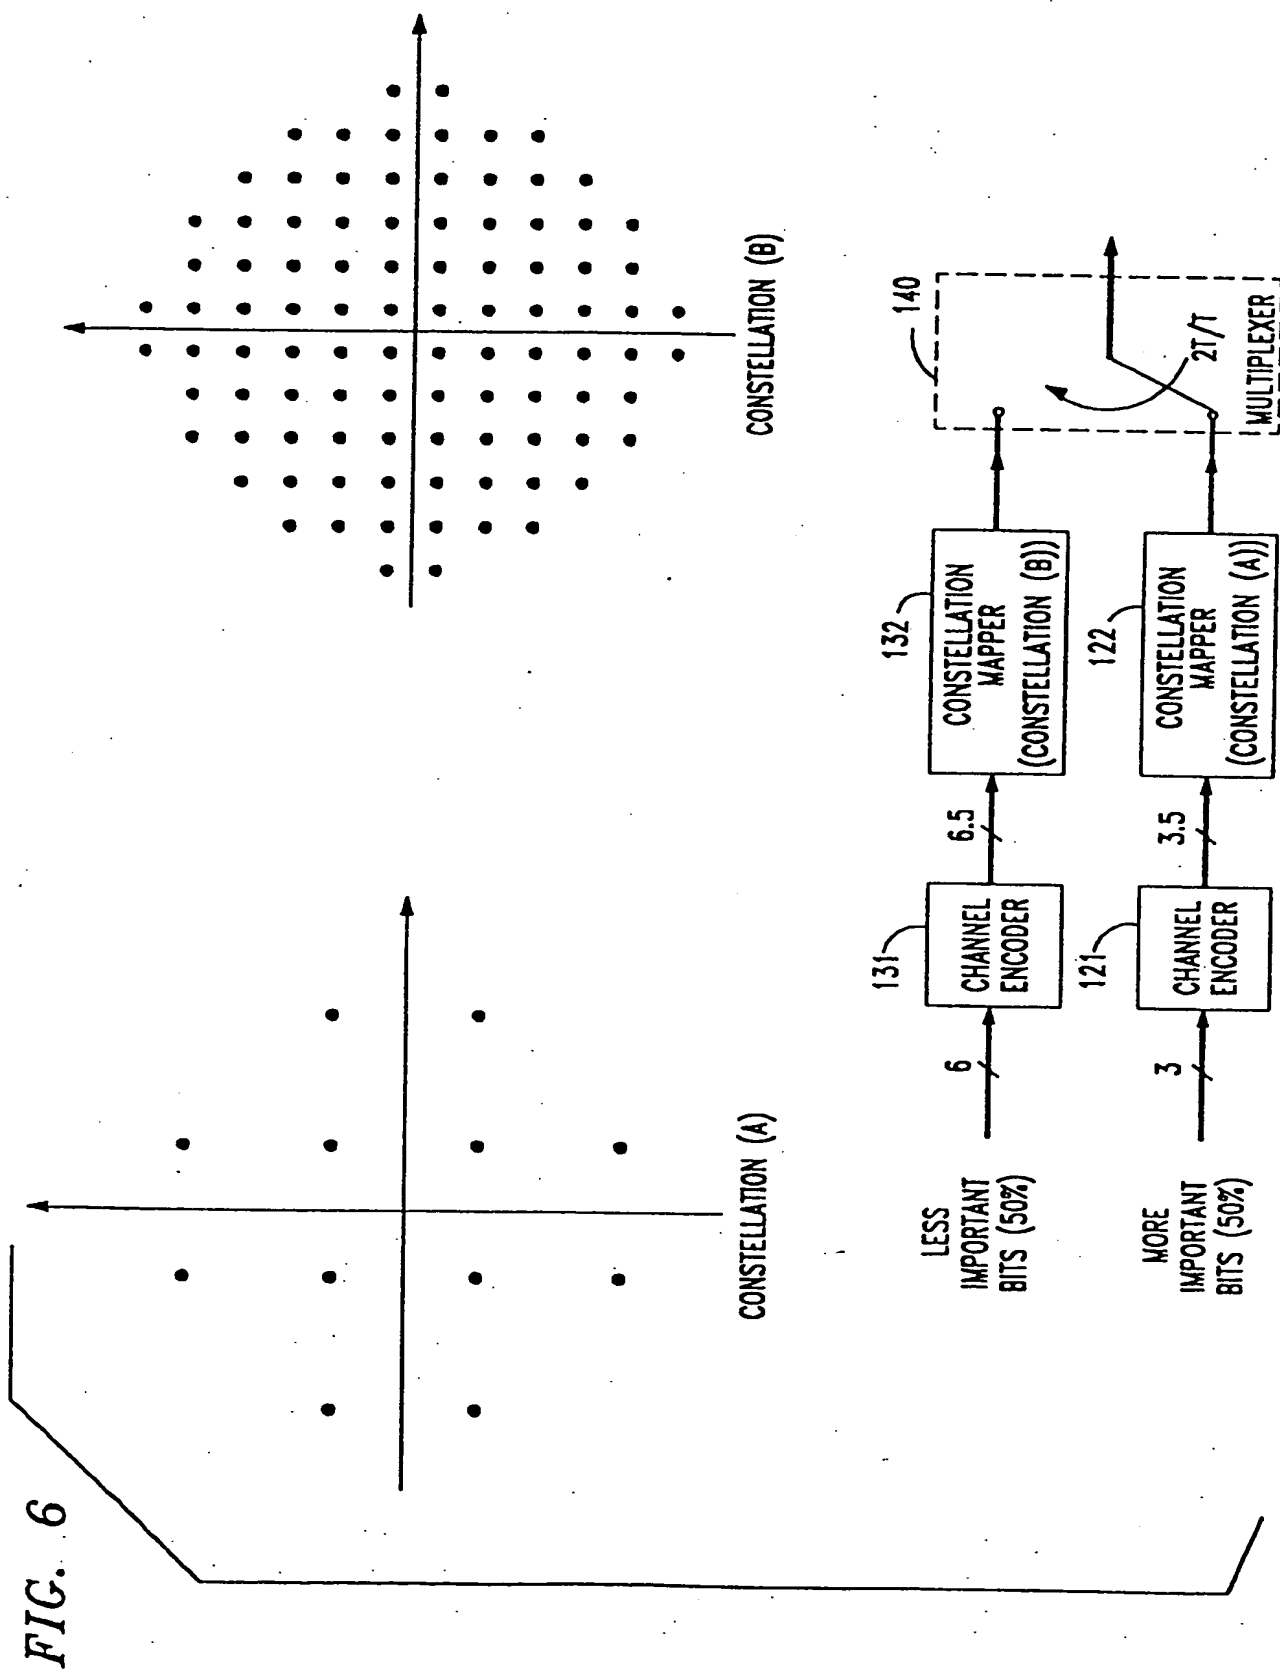 FIG. 6
CONSTELLATION (A)
CONSTELLATION (B)
LESS
IMPORTANT
BITS (50%)
6
131
CHANNEL
ENCODER
6.5
132
CONSTELLATION
MAPPER
(CONSTELLATION (B))
140
2T/T
MULTIPLEXER
MORE
IMPORTANT
BITS (50%)
3
121
CHANNEL
ENCODER
3.5
122
CONSTELLATION
MAPPER
(CONSTELLATION (A))